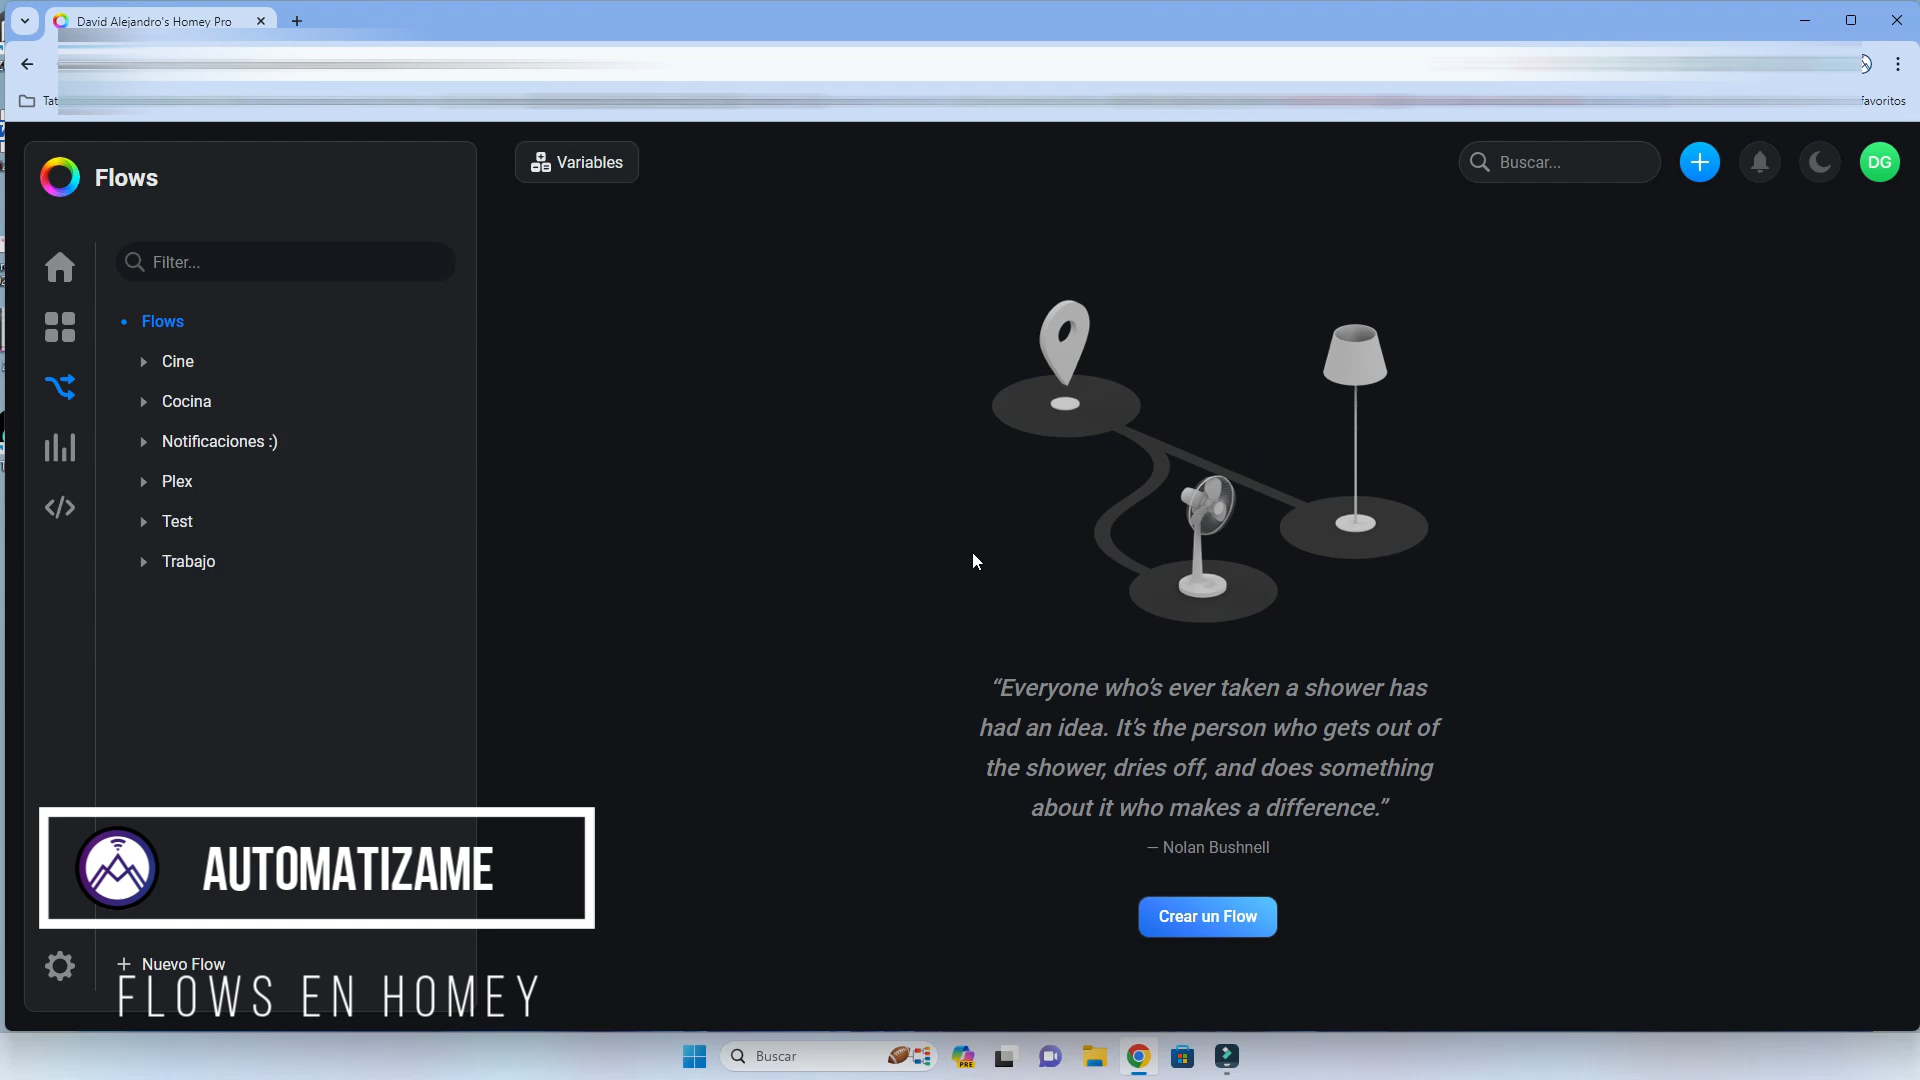 David Alejandro's Homey Pro
Tat
favoritos
Flows
Variables
Buscar...
DG
Filter...
Flows
Cine
Cocina
Notificaciones :)
Plex
Test
Trabajo
“Everyone who’s ever taken a shower has
had an idea. It’s the person who gets out of
the shower, dries off, and does something
about it who makes a difference.”
— Nolan Bushnell
Crear un Flow
AUTOMATIZAME
+ Nuevo Flow
FLOWS EN HOMEY
Buscar
PRE